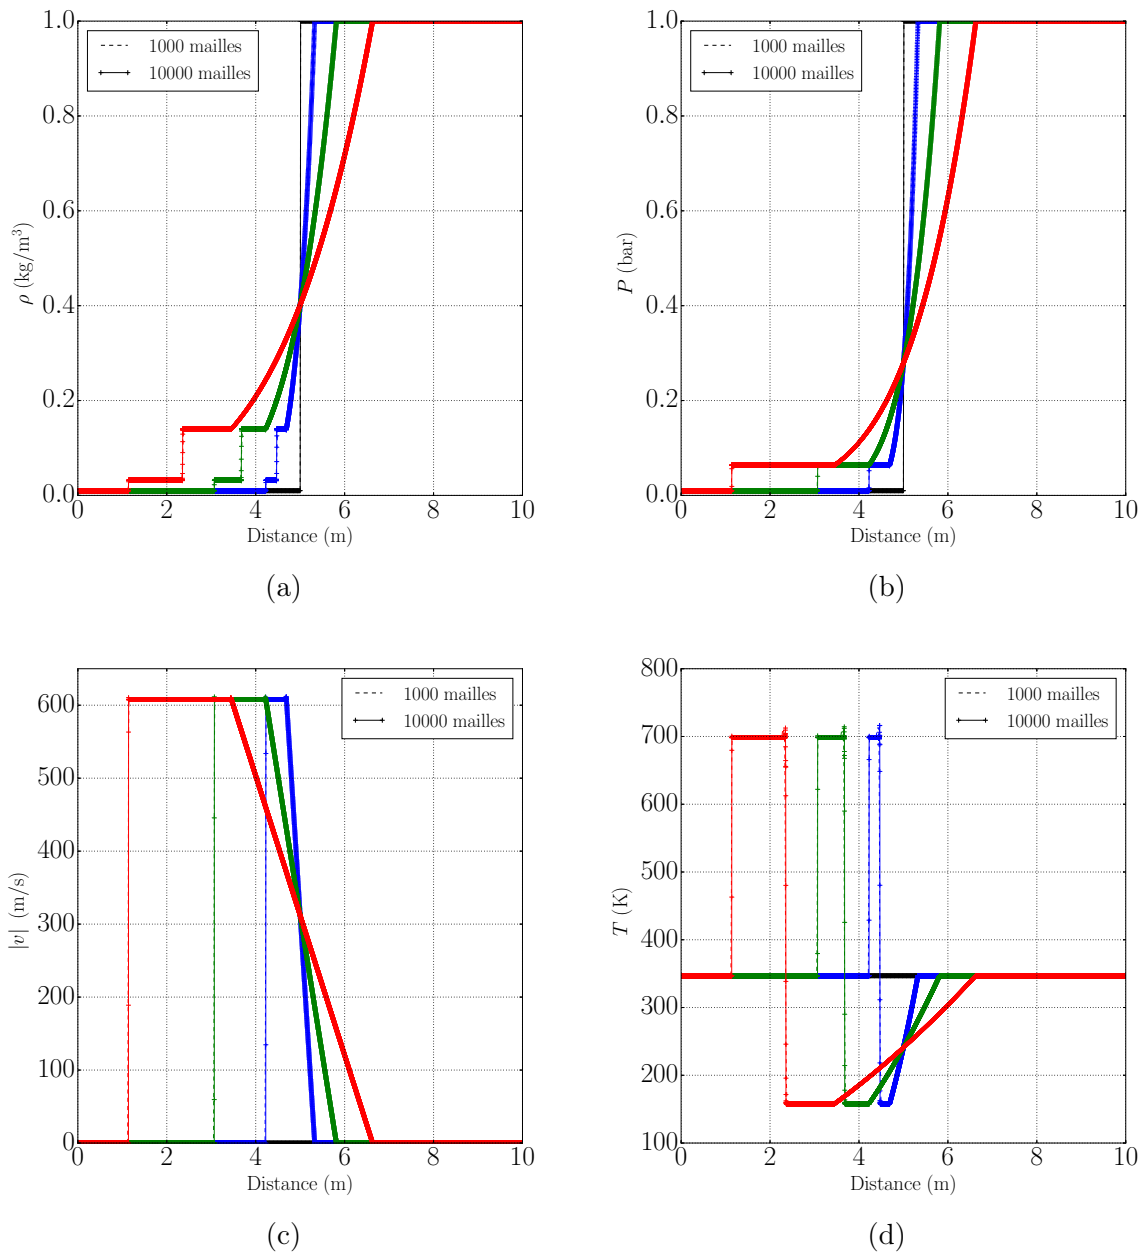 1.0
0.8
0.6
0.4
0.2
0.0
ρ (kg/m³)
1000 mailles
10000 mailles
0 2 4 6 8 10
Distance (m)
(a)
1.0
0.8
0.6
0.4
0.2
0.0
P (bar)
1000 mailles
10000 mailles
0 2 4 6 8 10
Distance (m)
(b)
600
500
400
300
200
100
0
|v| (m/s)
1000 mailles
10000 mailles
0 2 4 6 8 10
Distance (m)
(c)
800
700
600
500
400
300
200
100
T (K)
1000 mailles
10000 mailles
0 2 4 6 8 10
Distance (m)
(d)